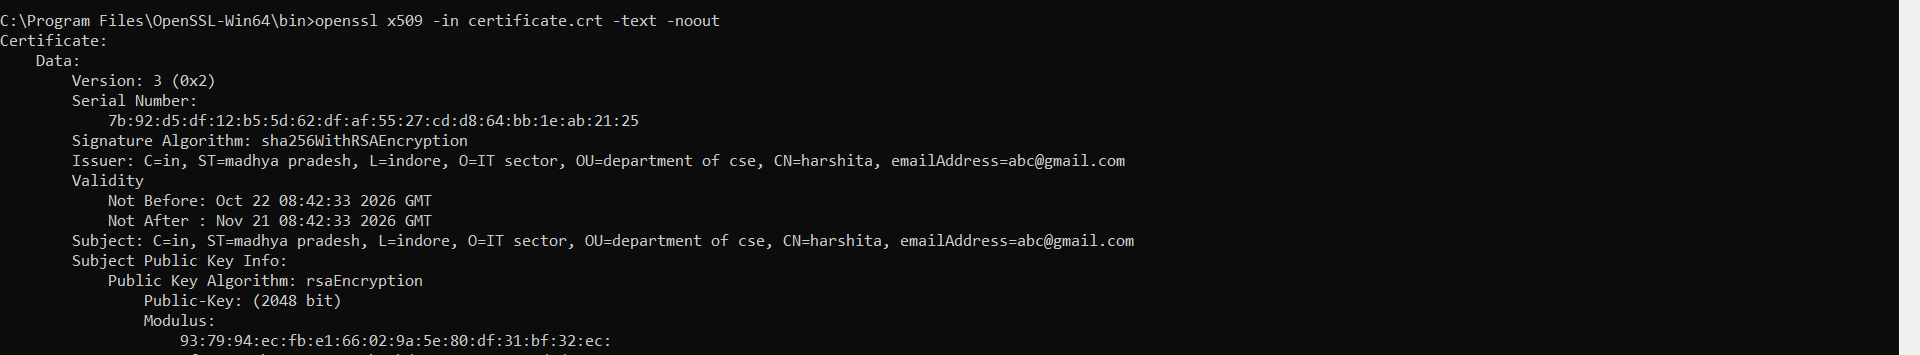 C:\Program Files\OpenSSL-Win64\bin>openssl x509 -in certificate.crt -text -noout
Certificate:
    Data:
        Version: 3 (0x2)
        Serial Number:
            7b:92:d5:df:12:b5:5d:62:df:af:55:27:cd:d8:64:bb:1e:ab:21:25
        Signature Algorithm: sha256WithRSAEncryption
        Issuer: C=in, ST=madhya pradesh, L=indore, O=IT sector, OU=department of cse, CN=harshita, emailAddress=abc@gmail.com
        Validity
            Not Before: Oct 22 08:42:33 2026 GMT
            Not After : Nov 21 08:42:33 2026 GMT
        Subject: C=in, ST=madhya pradesh, L=indore, O=IT sector, OU=department of cse, CN=harshita, emailAddress=abc@gmail.com
        Subject Public Key Info:
            Public Key Algorithm: rsaEncryption
                Public-Key: (2048 bit)
                Modulus:
                    93:79:94:ec:fb:e1:66:02:9a:5e:80:df:31:bf:32:ec: